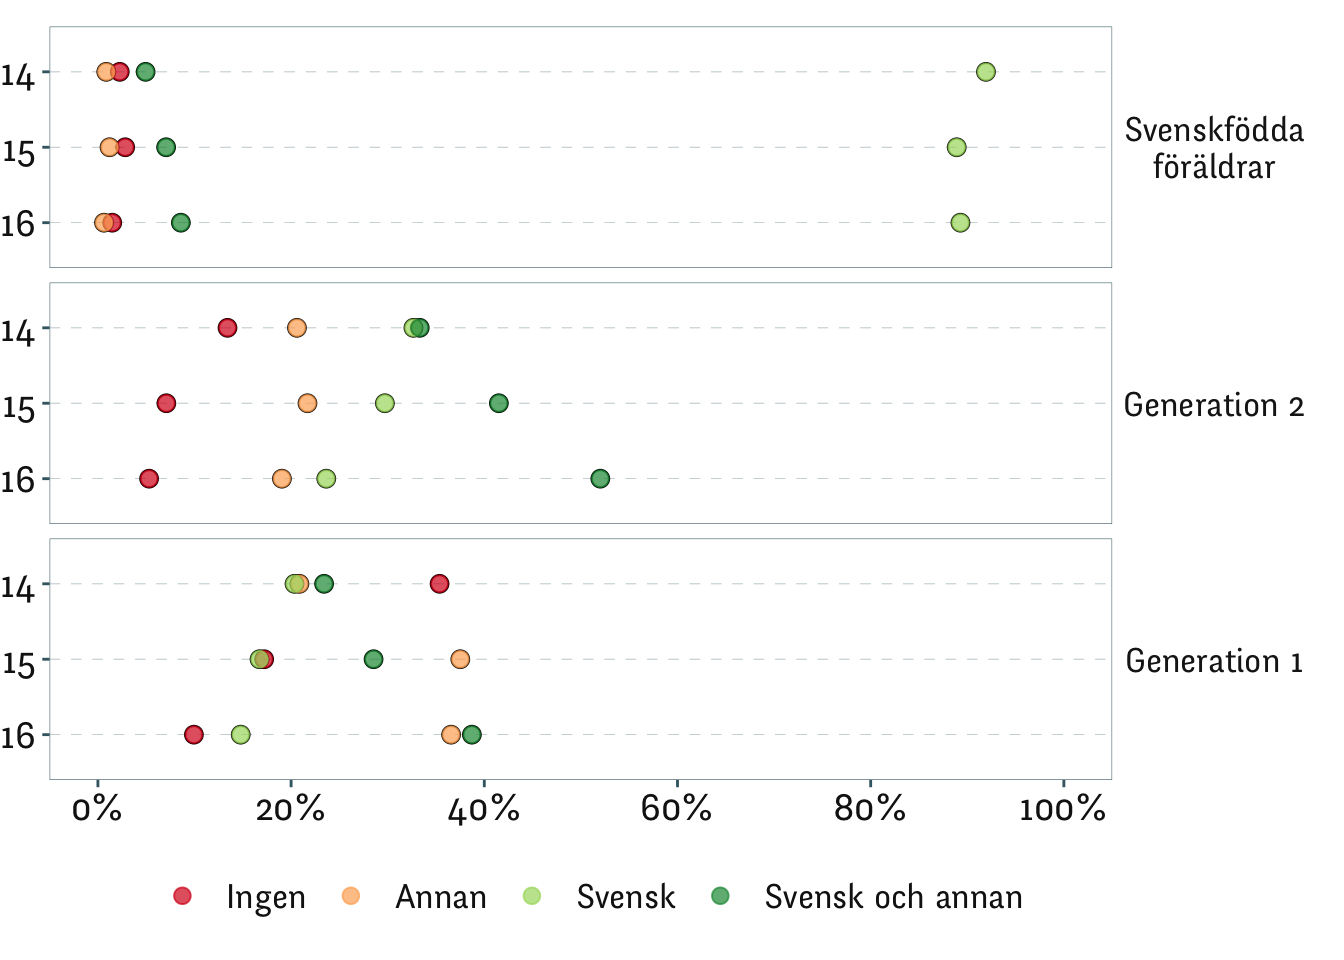 14
15
16
Svenskfödda
föräldrar
14
15
16
Generation 2
14
15
16
Generation 1
0% 20% 40% 60% 80% 100%
Ingen Annan Svensk Svensk och annan